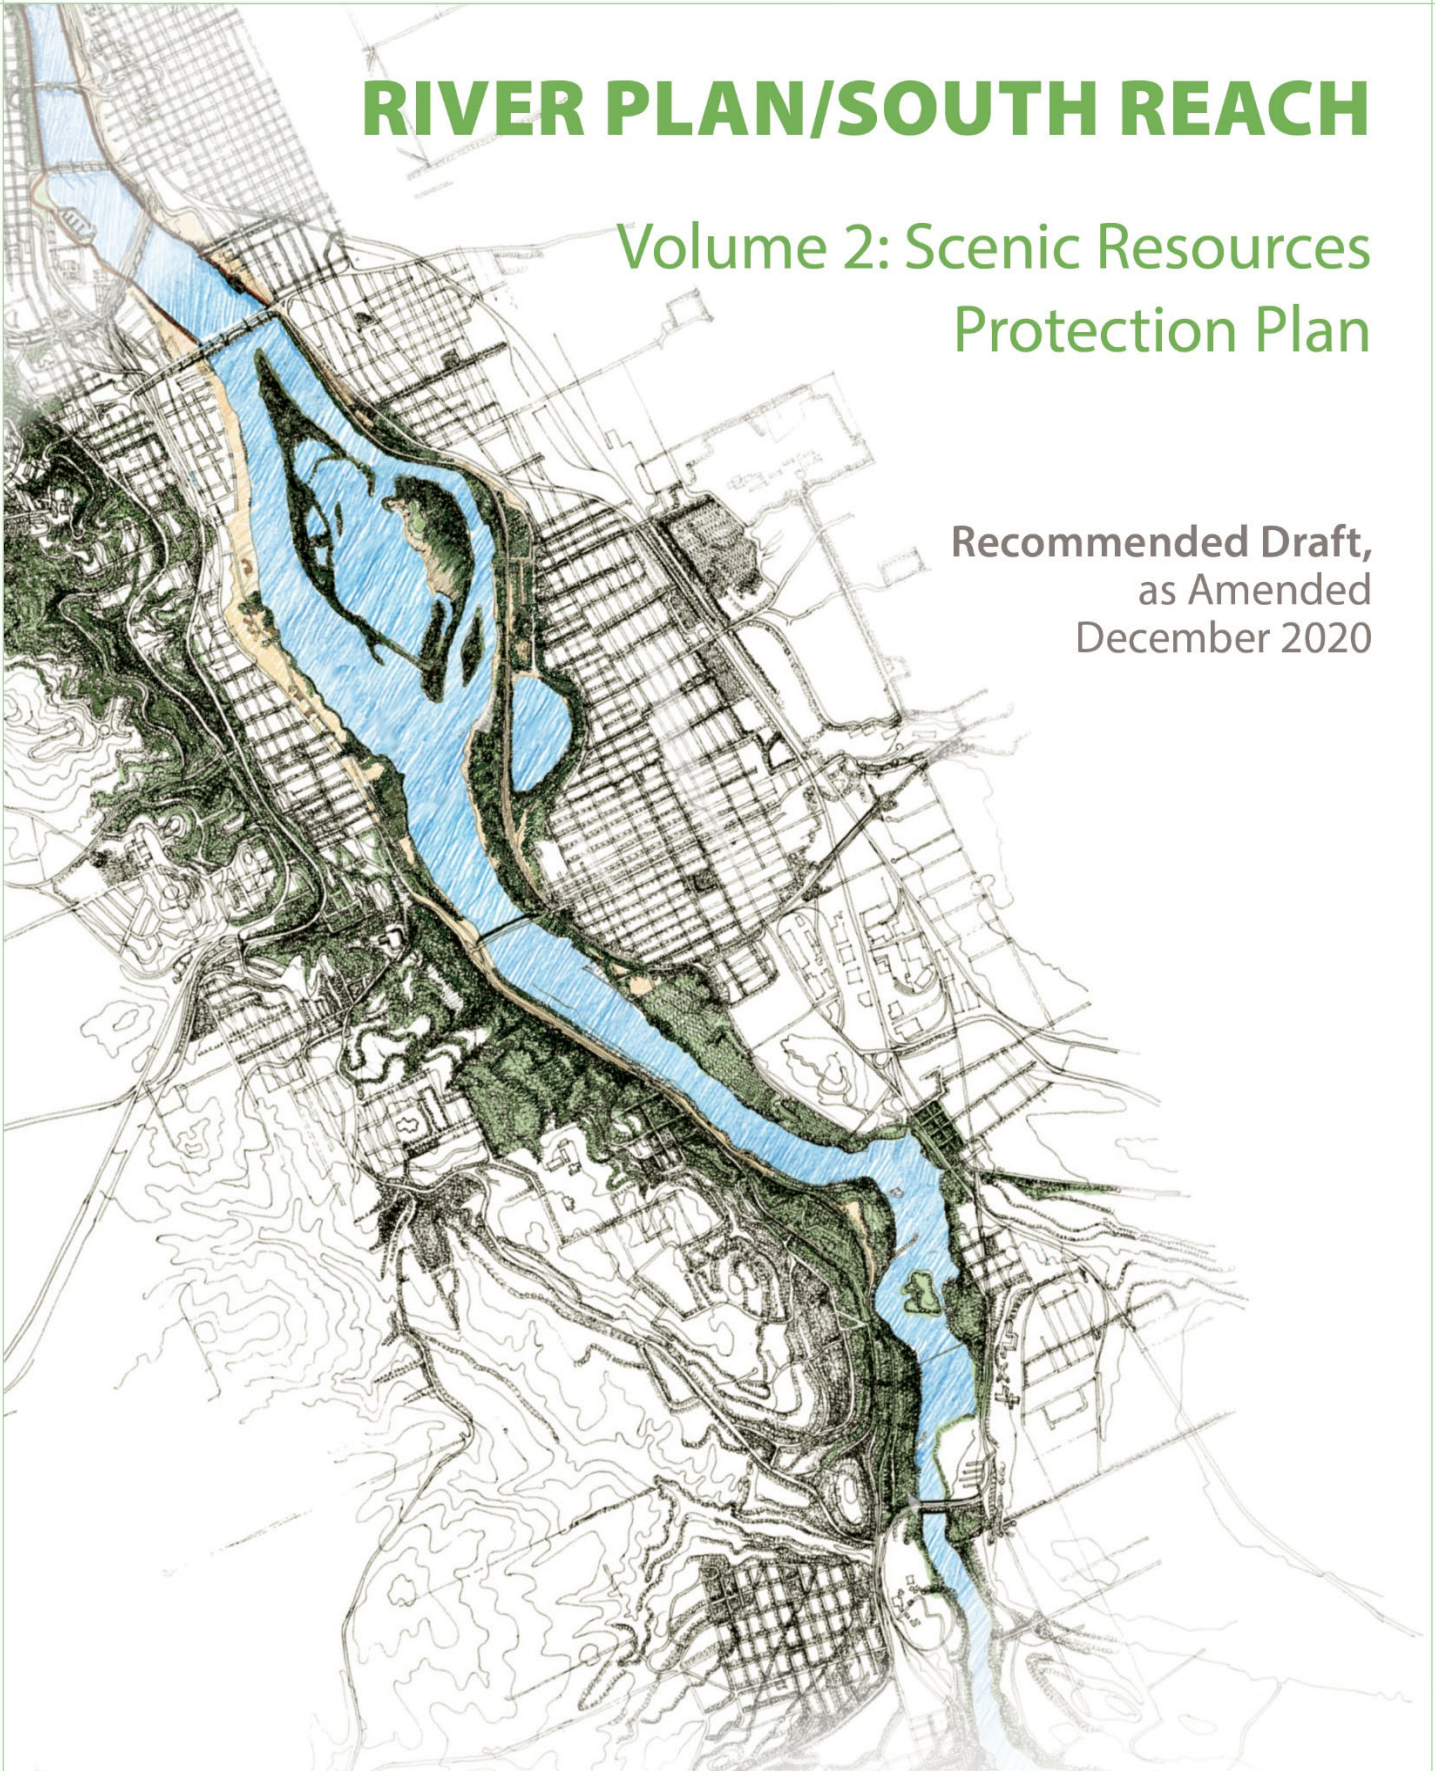 RIVER PLAN/SOUTH REACH
Volume 2: Scenic Resources
Protection Plan
Recommended Draft,
as Amended
December 2020